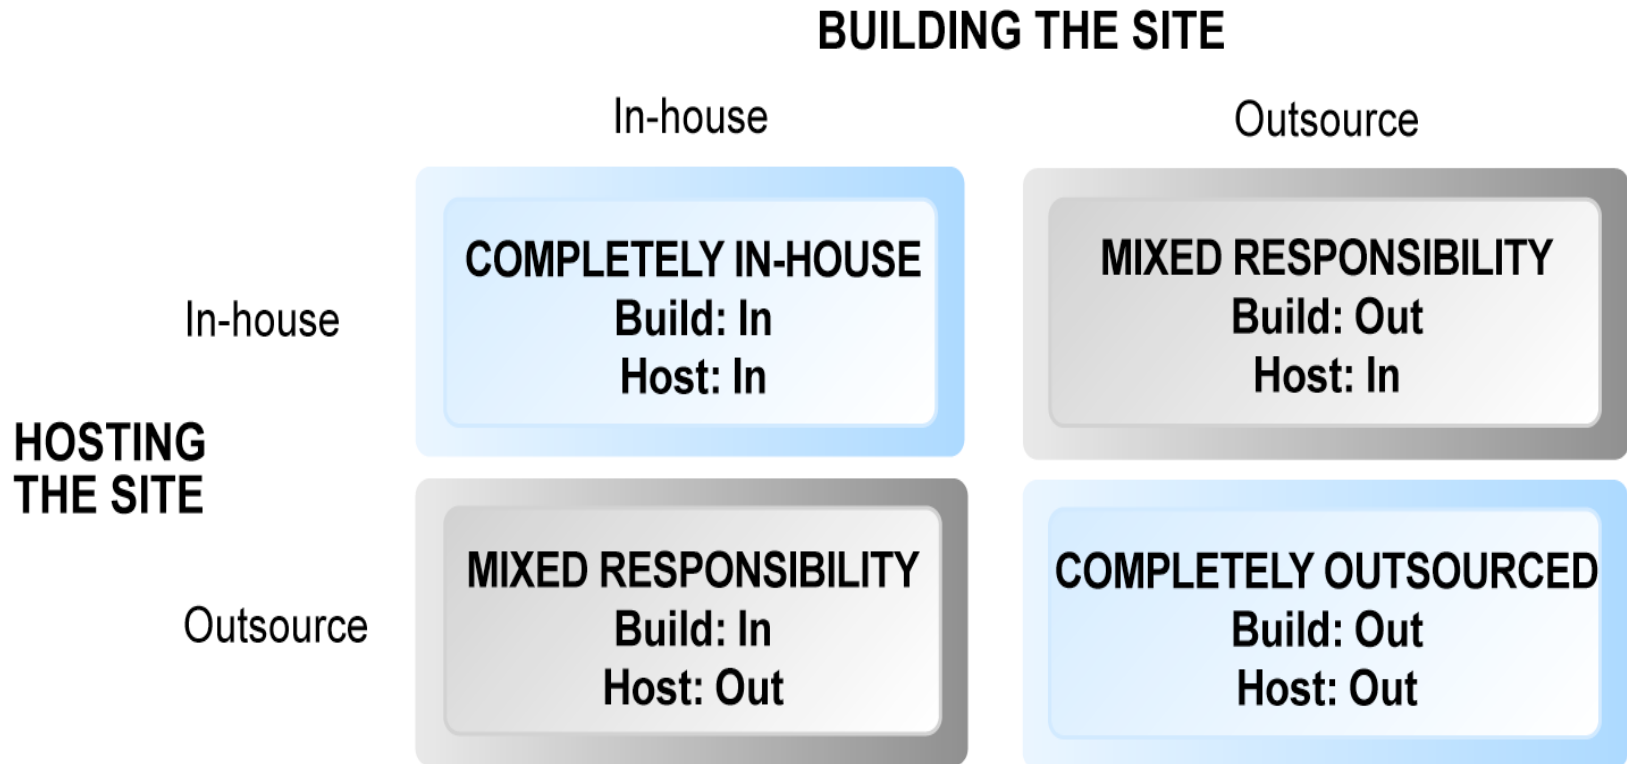 BUILDING THE SITE
In-house
Outsource
COMPLETELY IN-HOUSE
Build: In
Host: In
MIXED RESPONSIBILITY
Build: Out
Host: In
In-house
HOSTING
THE SITE
MIXED RESPONSIBILITY
Build: In
Host: Out
COMPLETELY OUTSOURCED
Build: Out
Host: Out
Outsource